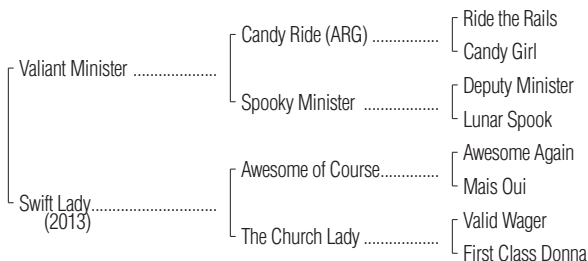 Ride the Rails
Candy Ride (ARG) ..................
Candy Girl
Valiant Minister .....................
Deputy Minister
Spooky Minister ....................
Lunar Spook
Awesome Again
Awesome of Course...............
Mais Oui
Swift Lady................................
(2013)
Valid Wager
The Church Lady ...................
First Class Donna